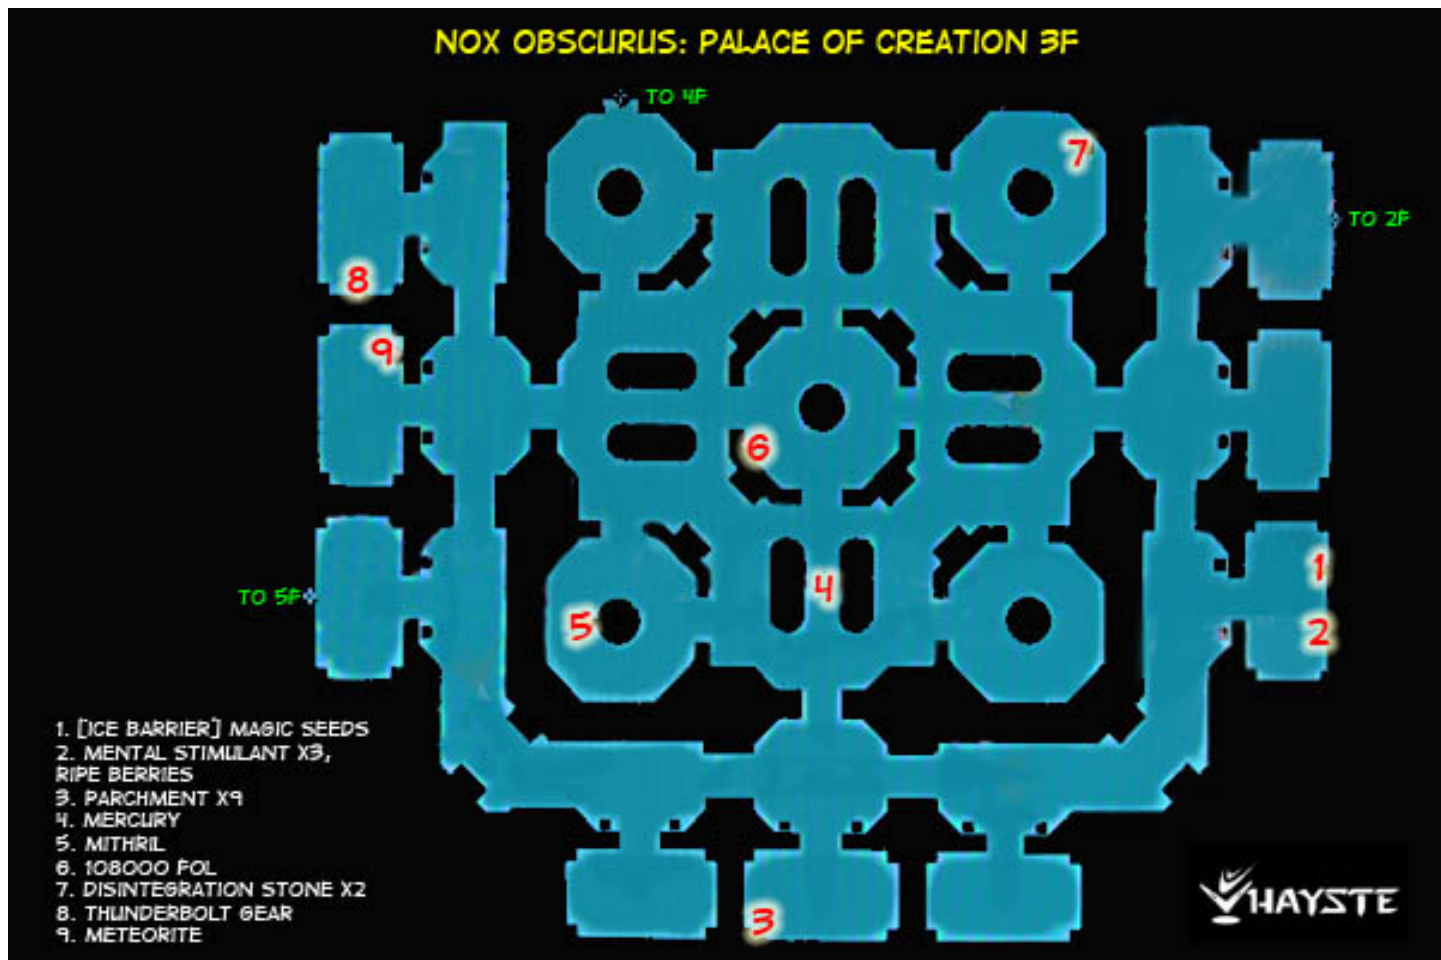 NOX OBSCURUS: PALACE OF CREATION 3F
TO 4F
7
TO 2F
8
9
6
1
4
TO 5F
5
2
1. [ICE BARRIER] MAGIC SEEDS
2. MENTAL STIMULANT X3,
RIPE BERRIES
3. PARCHMENT X9
4. MERCURY
5. MITHRIL
6. 108000 FOL
7. DISINTEGRATION STONE X2
8. THUNDERBOLT GEAR
9. METEORITE
3
HAYSTE